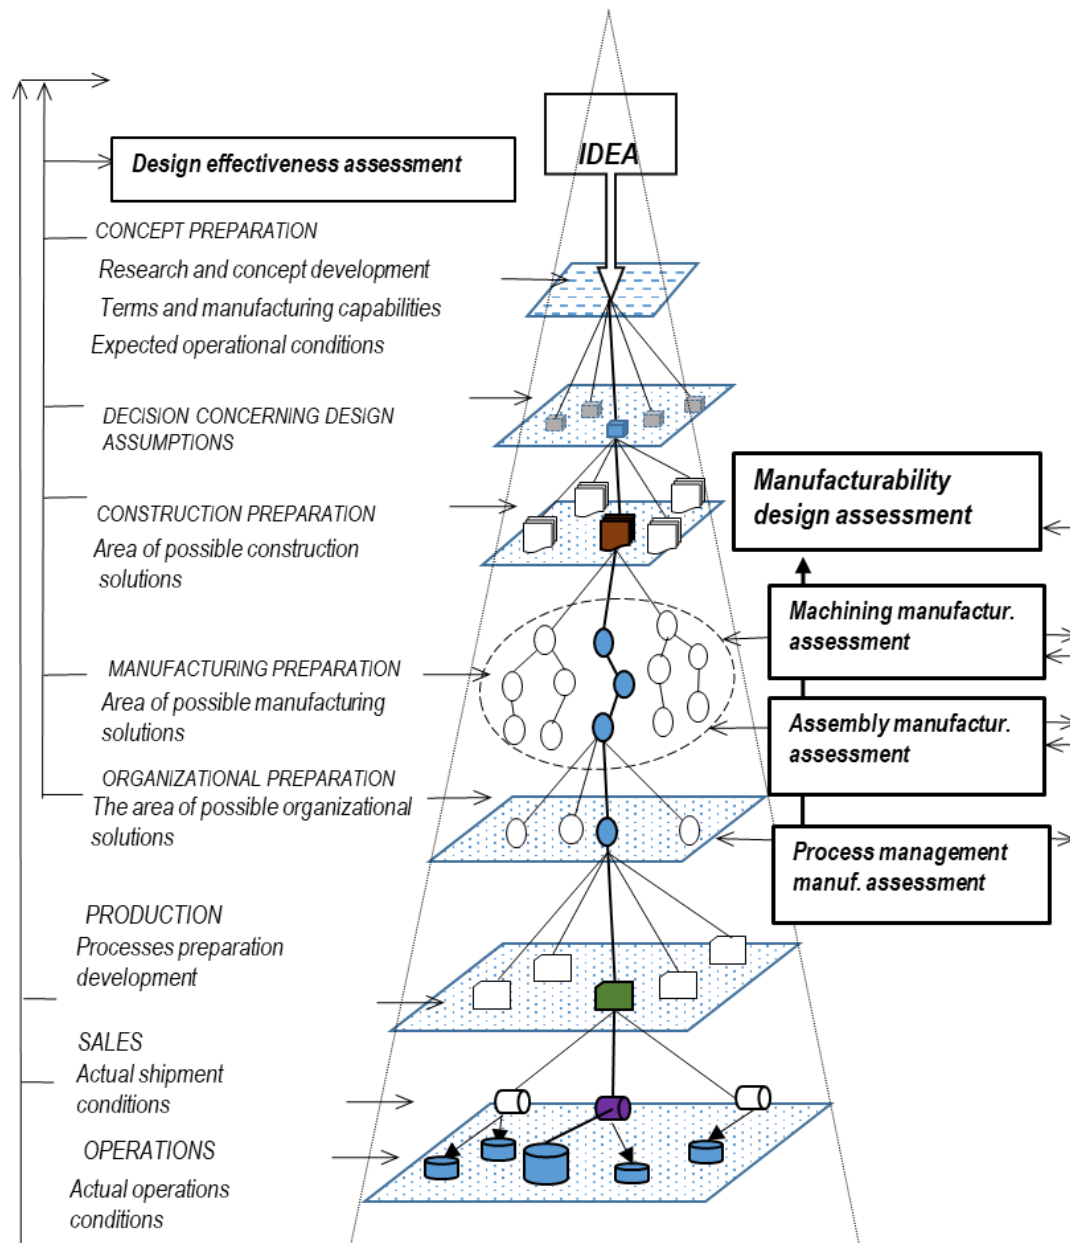 IDEA
Design effectiveness assessment
CONCEPT PREPARATION
Research and concept development
Terms and manufacturing capabilities
Expected operational conditions
DECISION CONCERNING DESIGN
ASSUMPTIONS
CONSTRUCTION PREPARATION
Area of possible construction
solutions
MANUFACTURING PREPARATION
Area of possible manufacturing
solutions
ORGANIZATIONAL PREPARATION
The area of possible organizational
solutions
PRODUCTION
Processes preparation
development
SALES
Actual shipment
conditions
OPERATIONS
Actual operations
conditions
Manufacturability
design assessment
Machining manufactur.
assessment
Assembly manufactur.
assessment
Process management
manuf. assessment